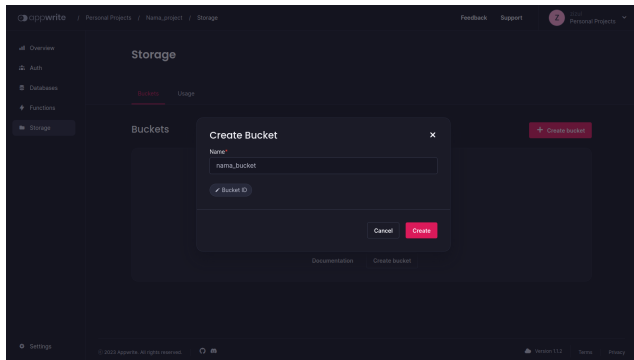 appwrite / Personal Projects / Nama_project / Storage
Feedback Support Z Personal Projects
Overview
Auth
Databases
Functions
Storage
Storage
Buckets Usage
Buckets
+ Create bucket
Create Bucket
Name*
nama_bucket
Bucket ID
Cancel Create
Documentation Create bucket
Settings
© 2023 Appwrite. All rights reserved.
Version 1.1.2 Terms Privacy